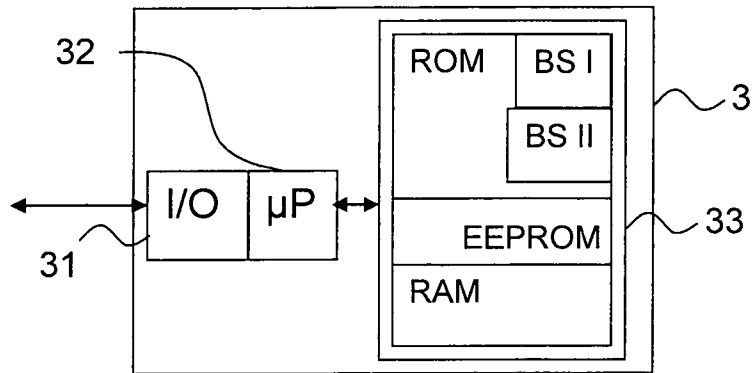 32
ROM
BS I
3
BS II
I/O
µP
31
33
EEPROM
RAM